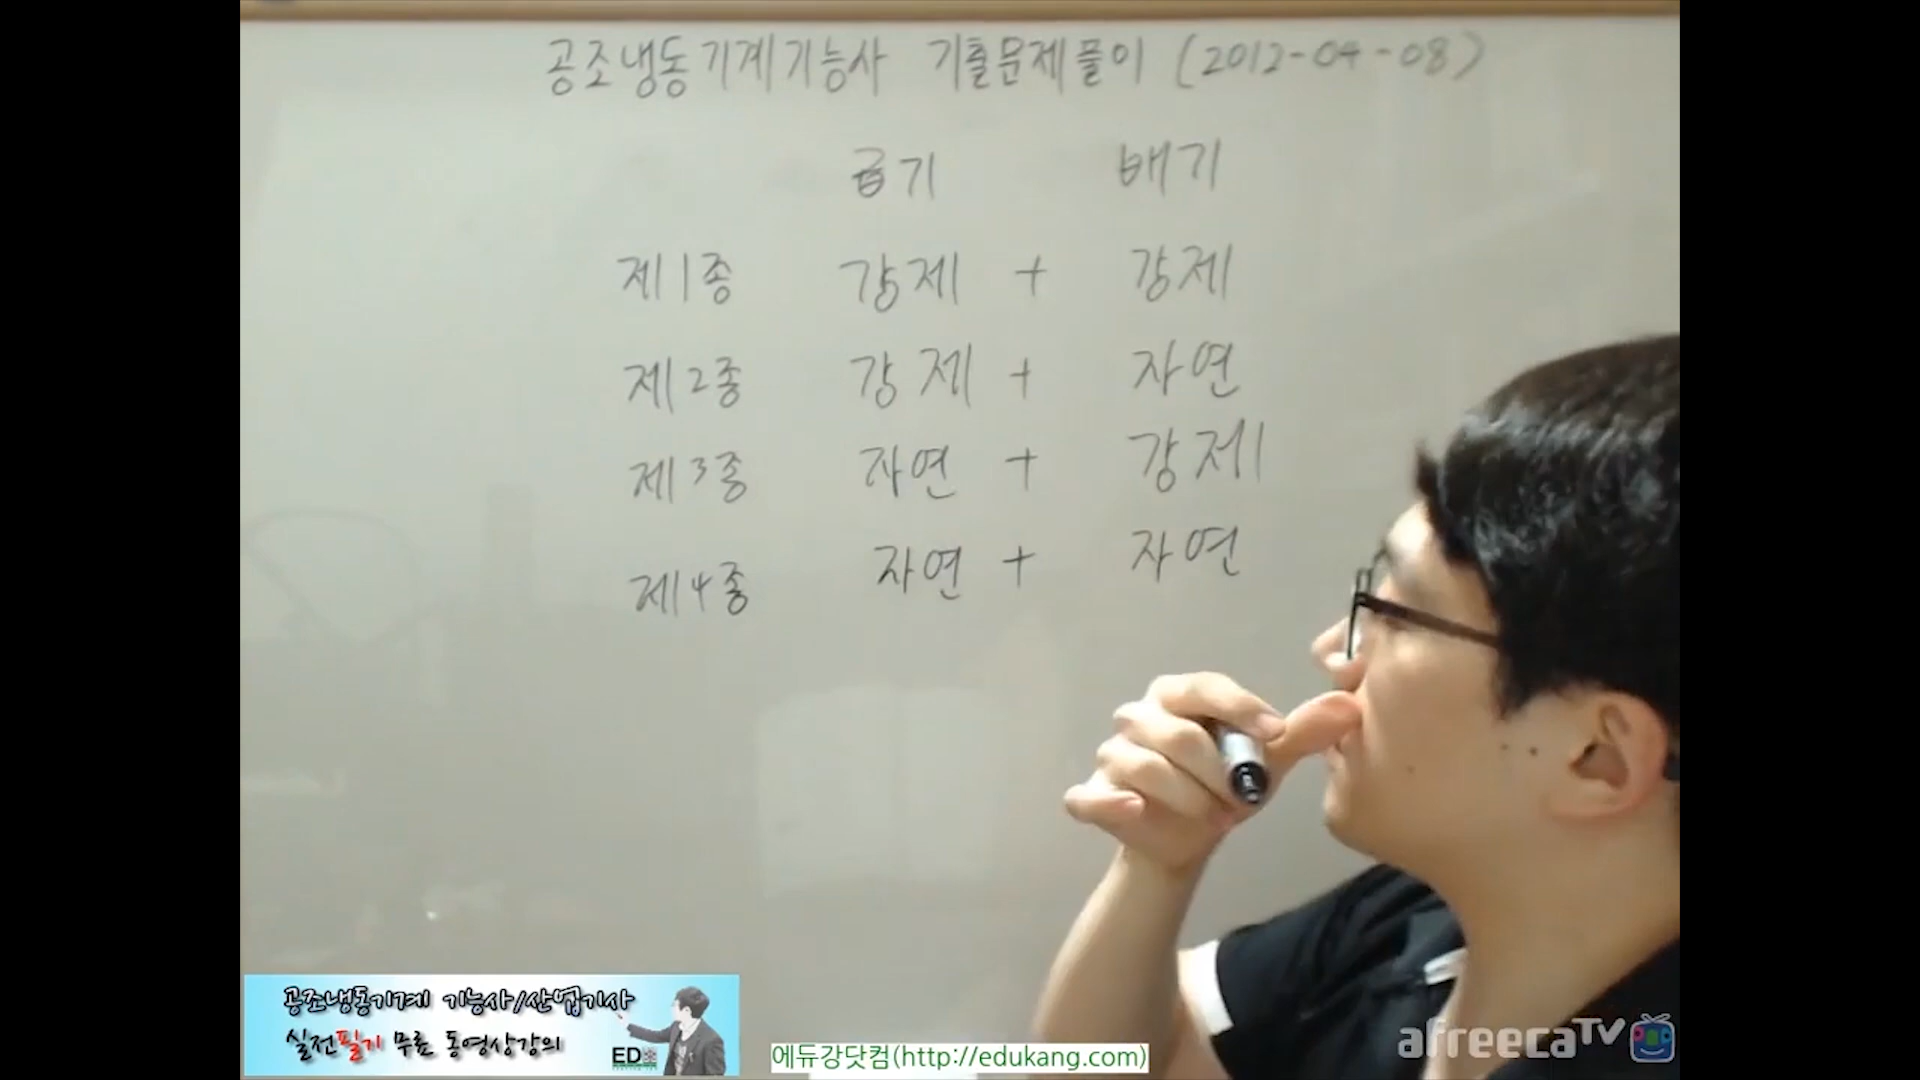 공조냉동기계기능사 기출문제풀이 (2012-04-08)
급기 배기
제1종 강제 + 강제
제2종 강제 + 자연
제3종 자연 + 강제
제4종 자연 + 자연
공조냉동기계 기능사/산업기사
실전필기 무료 동영상강의
EDU
에듀강닷컴(http://edukang.com)
afreecaTV